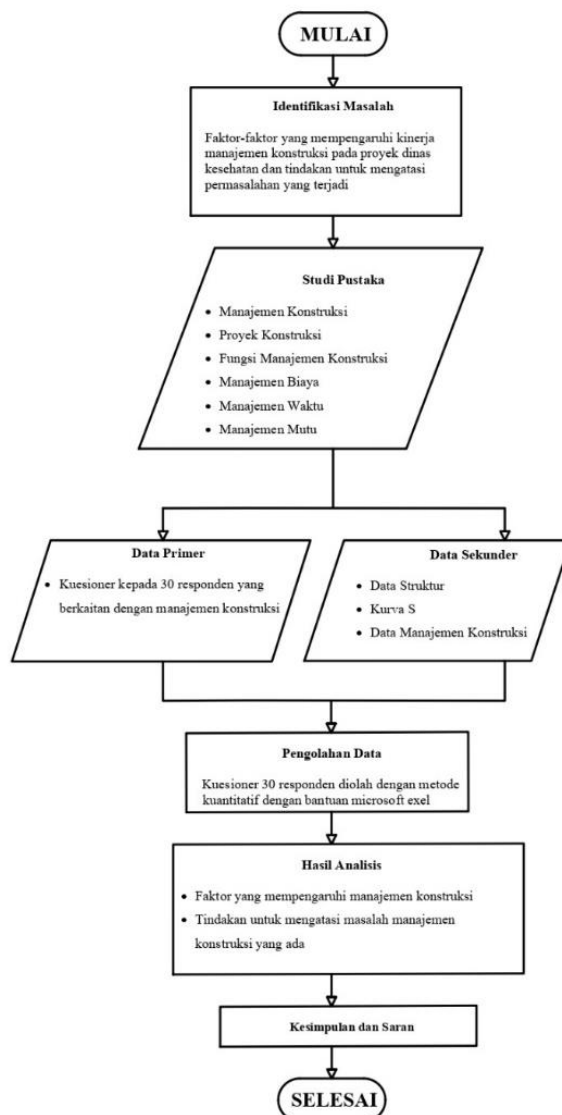 MULAI
Identifikasi Masalah
Faktor-faktor yang mempengaruhi kinerja
manajemen konstruksi pada proyek dinas
kesehatan dan tindakan untuk mengatasi
permasalahan yang terjadi
Studi Pustaka
• Manajemen Konstruksi
• Proyek Konstruksi
• Fungsi Manajemen Konstruksi
• Manajemen Biaya
• Manajemen Waktu
• Manajemen Mutu
Data Primer
• Kuesioner kepada 30 responden yang
berkaitan dengan manajemen konstruksi
Data Sekunder
• Data Struktur
• Kurva S
• Data Manajemen Konstruksi
Pengolahan Data
Kuesioner 30 responden diolah dengan metode
kuantitatif dengan bantuan microsoft exel
Hasil Analisis
• Faktor yang mempengaruhi manajemen konstruksi
• Tindakan untuk mengatasi masalah manajemen
konstruksi yang ada
Kesimpulan dan Saran
SELESAI